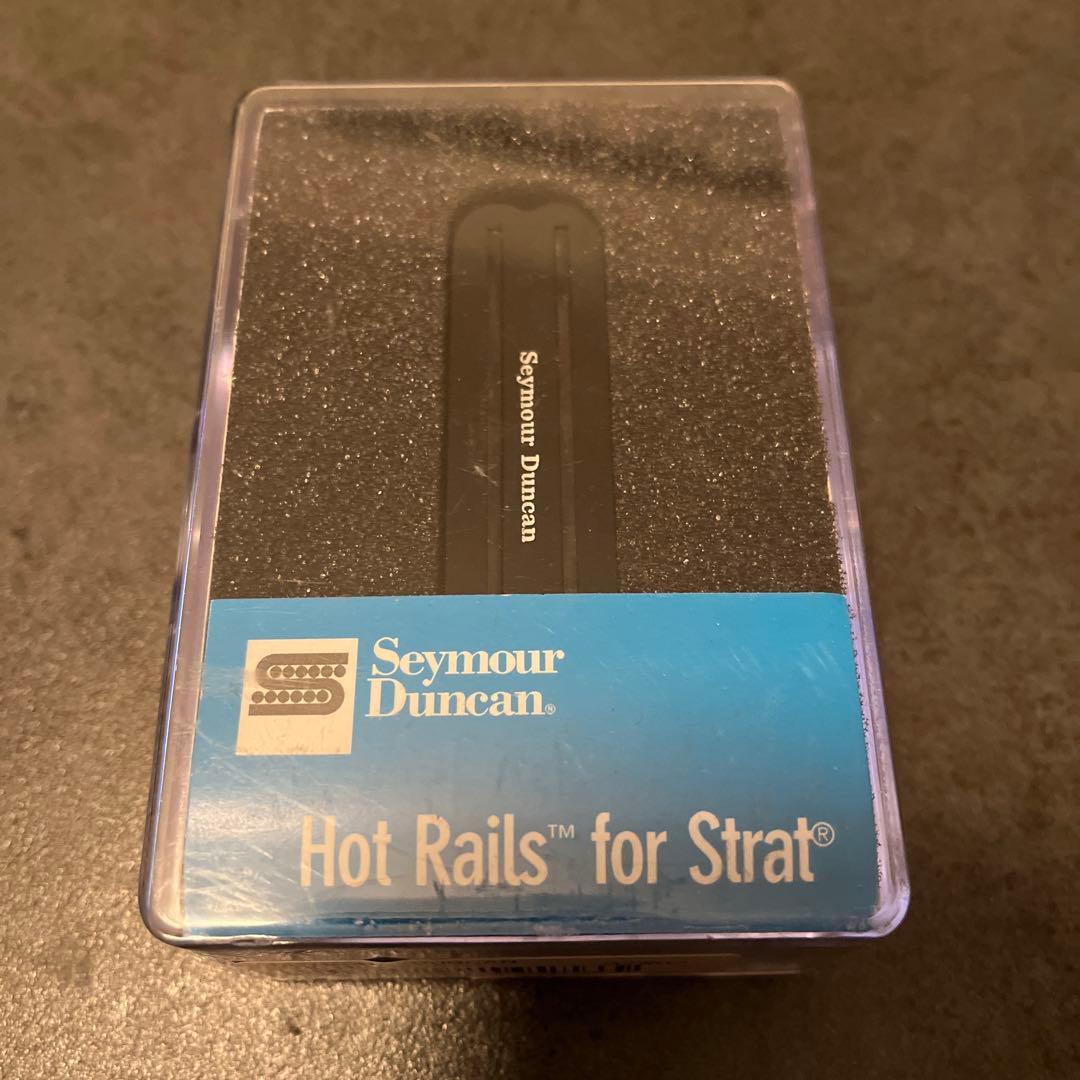 Seymour Duncan
Seymour
Duncan®
Hot Rails™ for Strat®